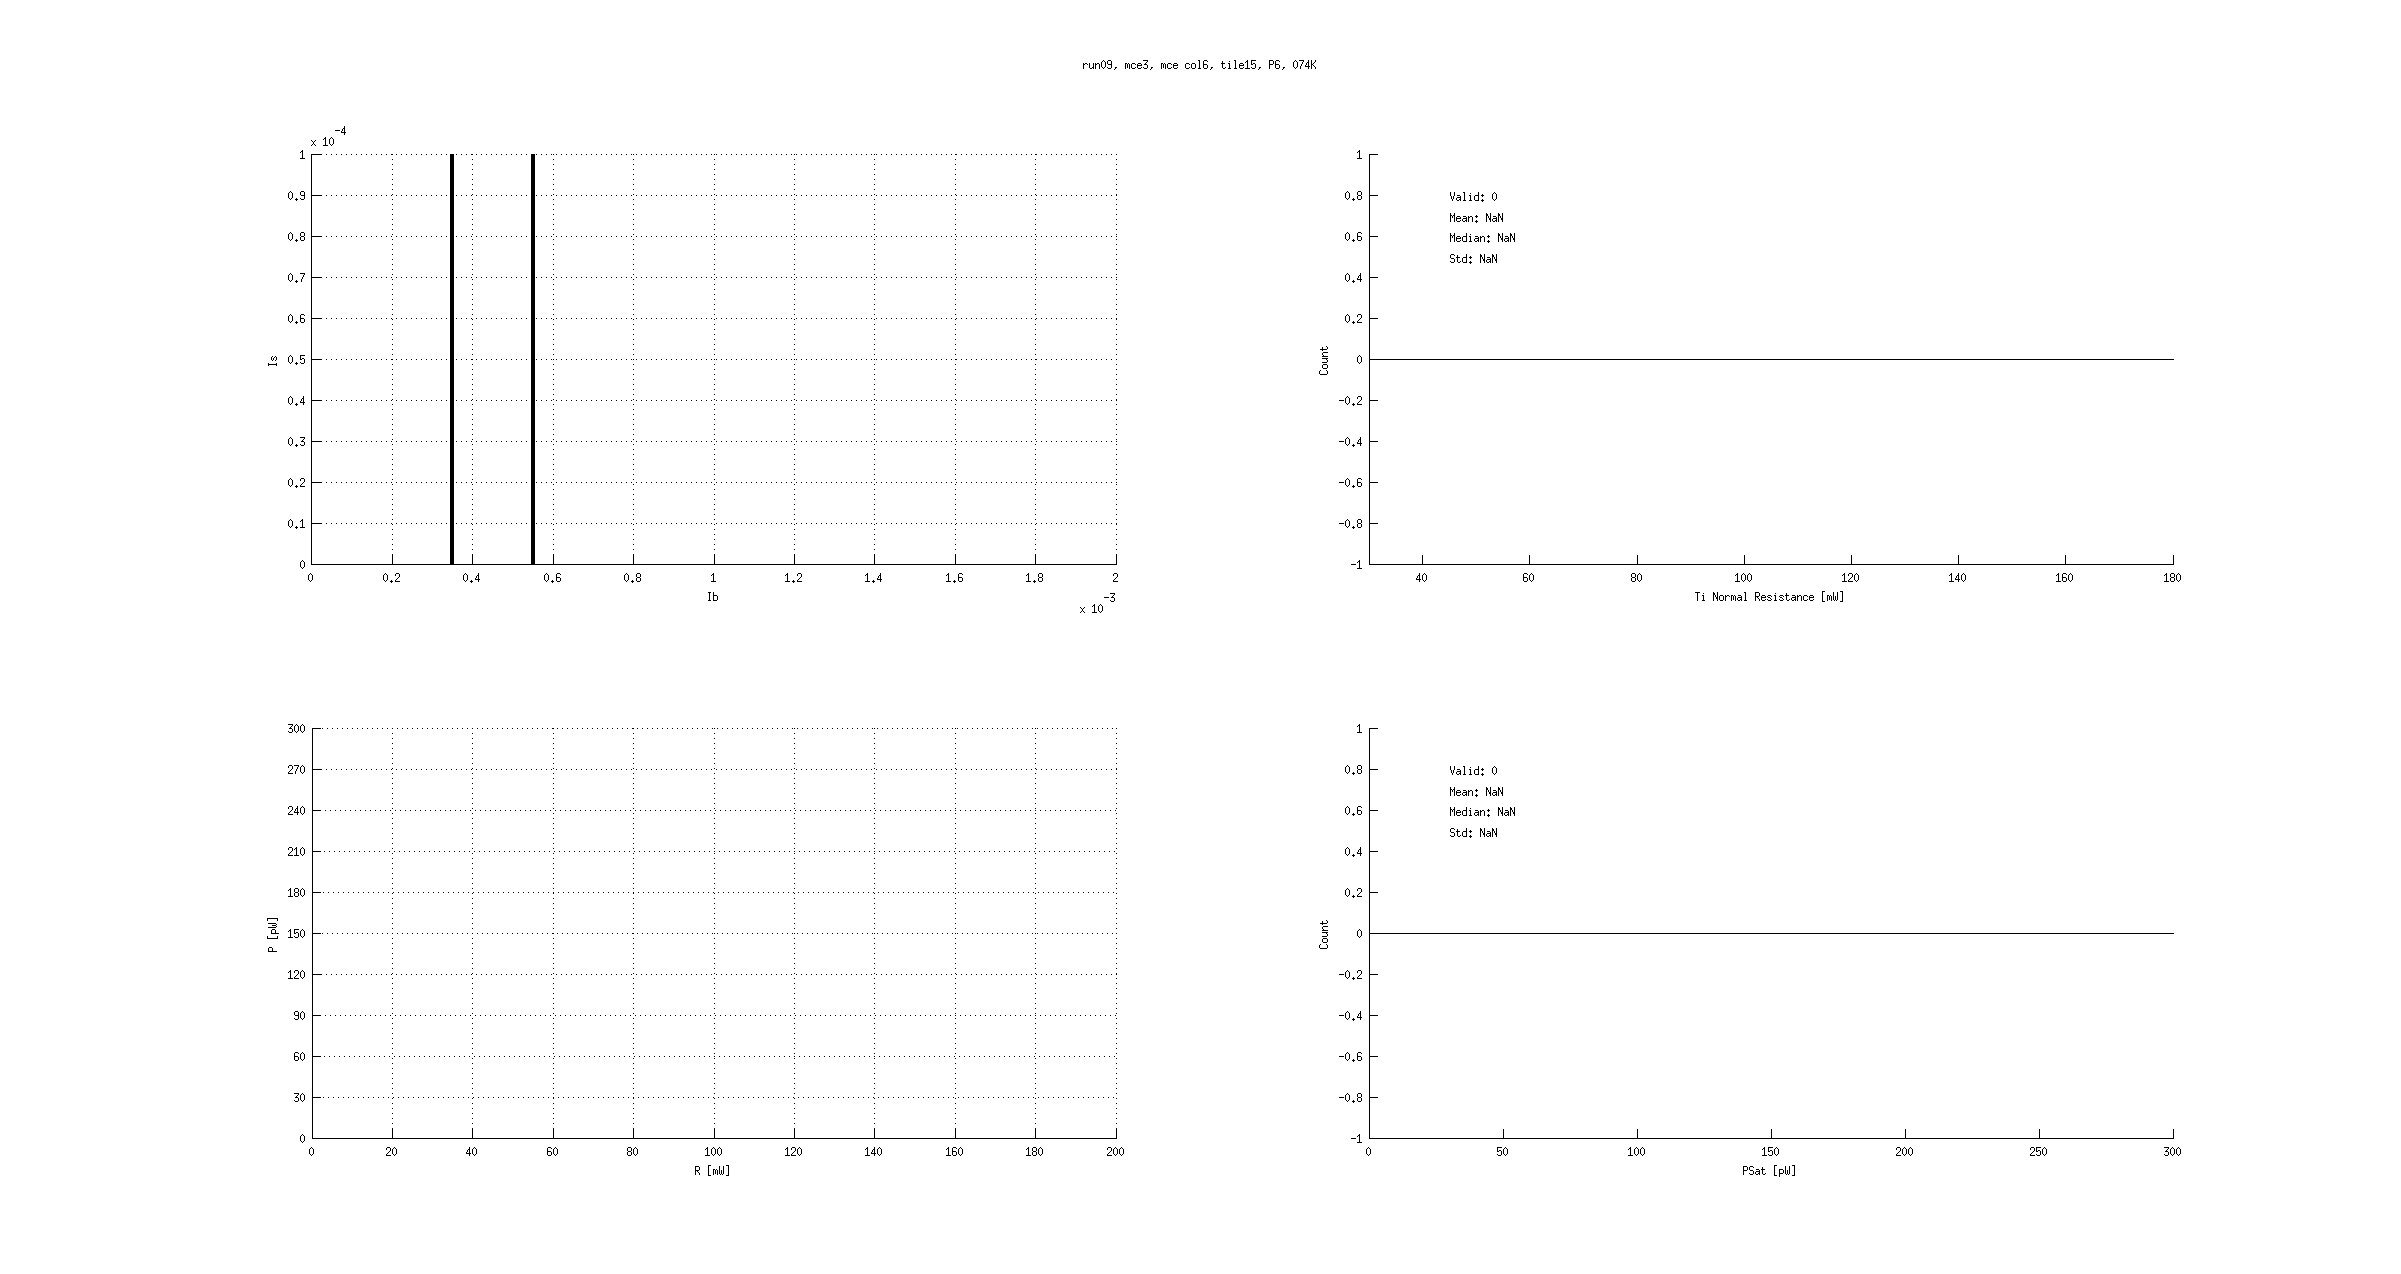 run09, mce3, mce col6, tile15, P6, 074K
x 10
-4
1
0.9
0.8
0.7
0.6
0.5
0.4
0.3
0.2
0.1
0
Is
0 0.2 0.4 0.6 0.8 1 1.2 1.4 1.6 1.8 2
Ib
x 10
-3
1
0.8
0.6
0.4
0.2
0
-0.2
-0.4
-0.6
-0.8
-1
Count
Valid: 0
Mean: NaN
Median: NaN
Std: NaN
40 60 80 100 120 140 160 180
Ti Normal Resistance [mW]
300
270
240
210
180
150
120
90
60
30
0
P [pW]
0 20 40 60 80 100 120 140 160 180 200
R [mW]
1
0.8
0.6
0.4
0.2
0
-0.2
-0.4
-0.6
-0.8
-1
Count
Valid: 0
Mean: NaN
Median: NaN
Std: NaN
0 50 100 150 200 250 300
PSat [pW]